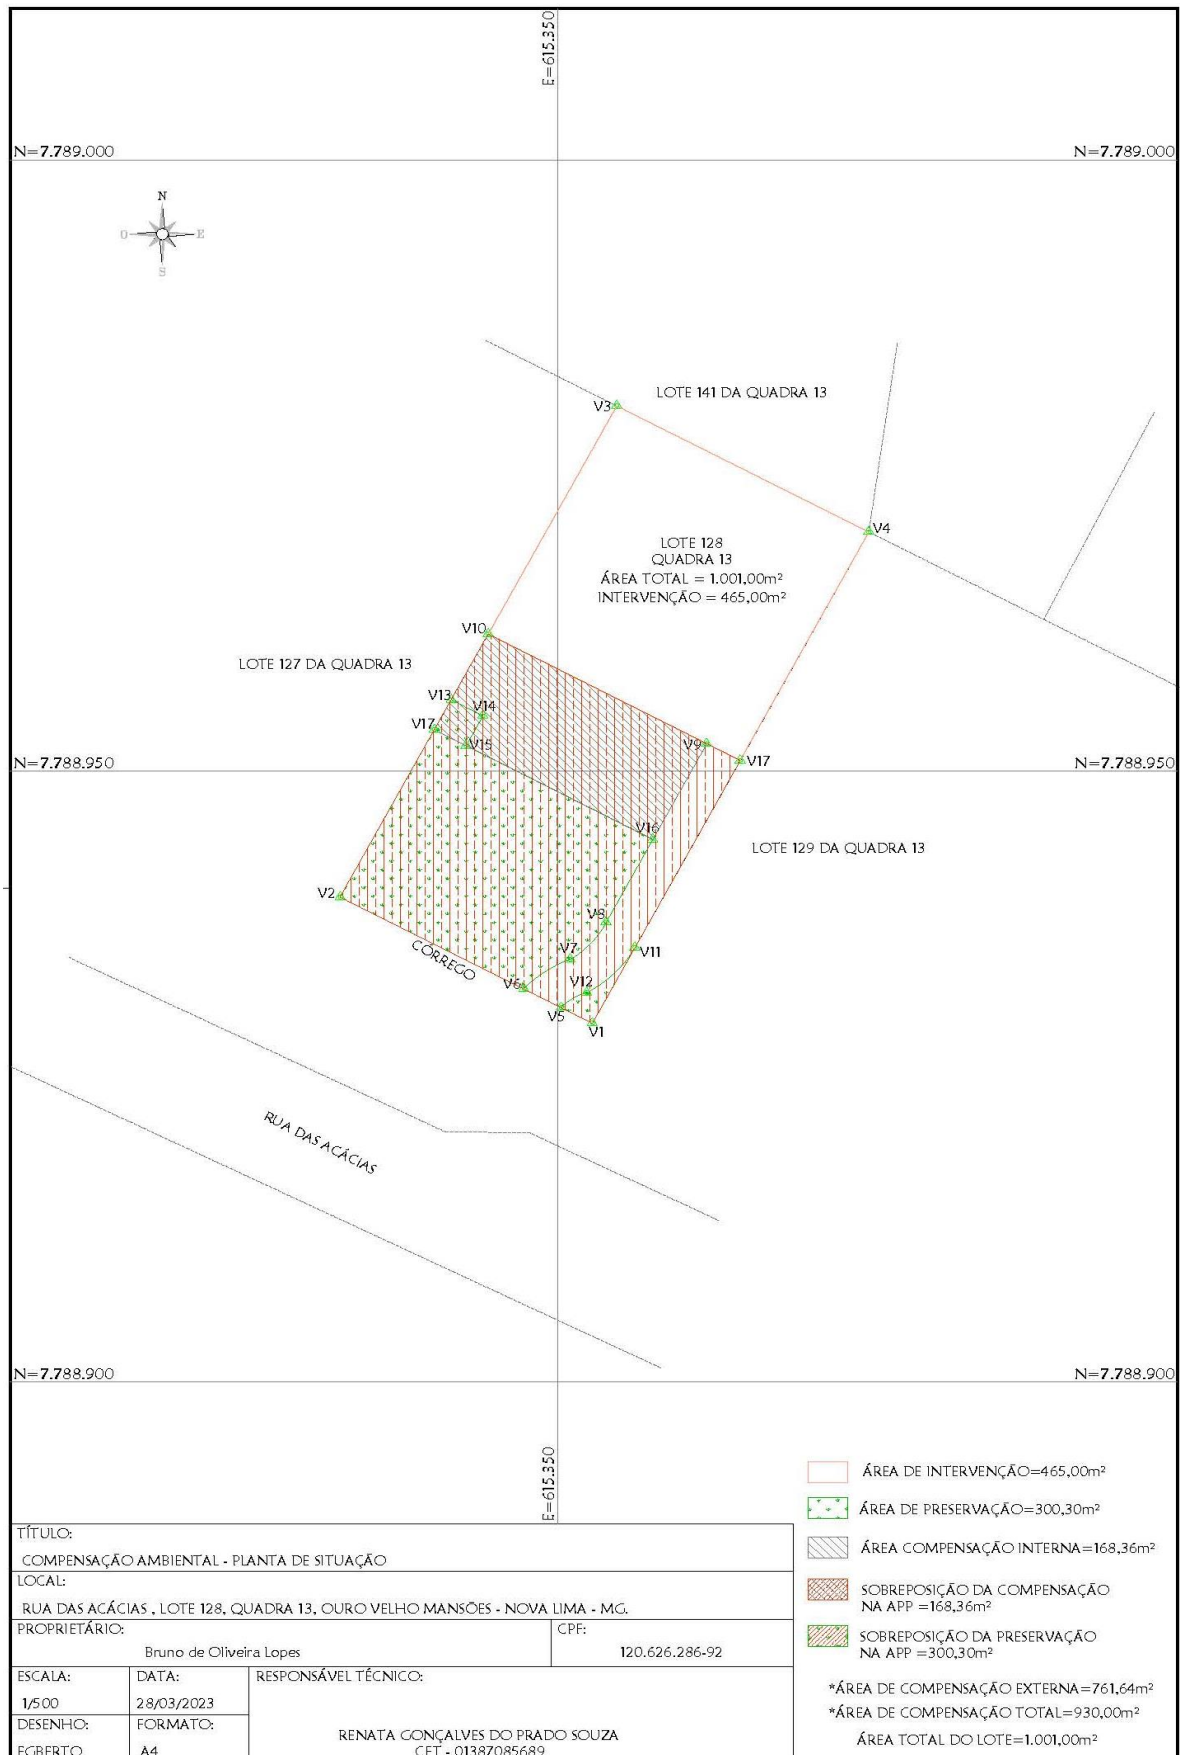 E=615.350
N=7.789.000
N=7.789.000
N
O
E
S
LOTE 141 DA QUADRA 13
V3
V4
LOTE 128
QUADRA 13
ÁREA TOTAL = 1.001,00m²
INTERVENÇÃO = 465,00m²
V10
LOTE 127 DA QUADRA 13
V13
V14
V17
V15
V9
V17
N=7.788.950
N=7.788.950
V16
LOTE 129 DA QUADRA 13
V2
V8
CÓRREGO
V7
V11
V6
V12
V5
V1
RUA DAS ACÁCIAS
N=7.788.900
N=7.788.900
E=615.350
ÁREA DE INTERVENÇÃO=465,00m²
ÁREA DE PRESERVAÇÃO=300,30m²
ÁREA COMPENSAÇÃO INTERNA=168,36m²
SOBREPOSIÇÃO DA COMPENSAÇÃO
NA APP =168,36m²
SOBREPOSIÇÃO DA PRESERVAÇÃO
NA APP =300,30m²
*ÁREA DE COMPENSAÇÃO EXTERNA=761,64m²
*ÁREA DE COMPENSAÇÃO TOTAL=930,00m²
ÁREA TOTAL DO LOTE=1.001,00m²
TÍTULO:
COMPENSAÇÃO AMBIENTAL - PLANTA DE SITUAÇÃO
LOCAL:
RUA DAS ACÁCIAS , LOTE 128, QUADRA 13, OURO VELHO MANSÕES - NOVA LIMA - MG.
PROPRIETÁRIO:
Bruno de Oliveira Lopes
CPF:
120.626.286-92
ESCALA:
1/500
DATA:
28/03/2023
RESPONSÁVEL TÉCNICO:
DESENHO:
EGBERTO
FORMATO:
A4
RENATA GONÇALVES DO PRADO SOUZA
CFT - 01387085689